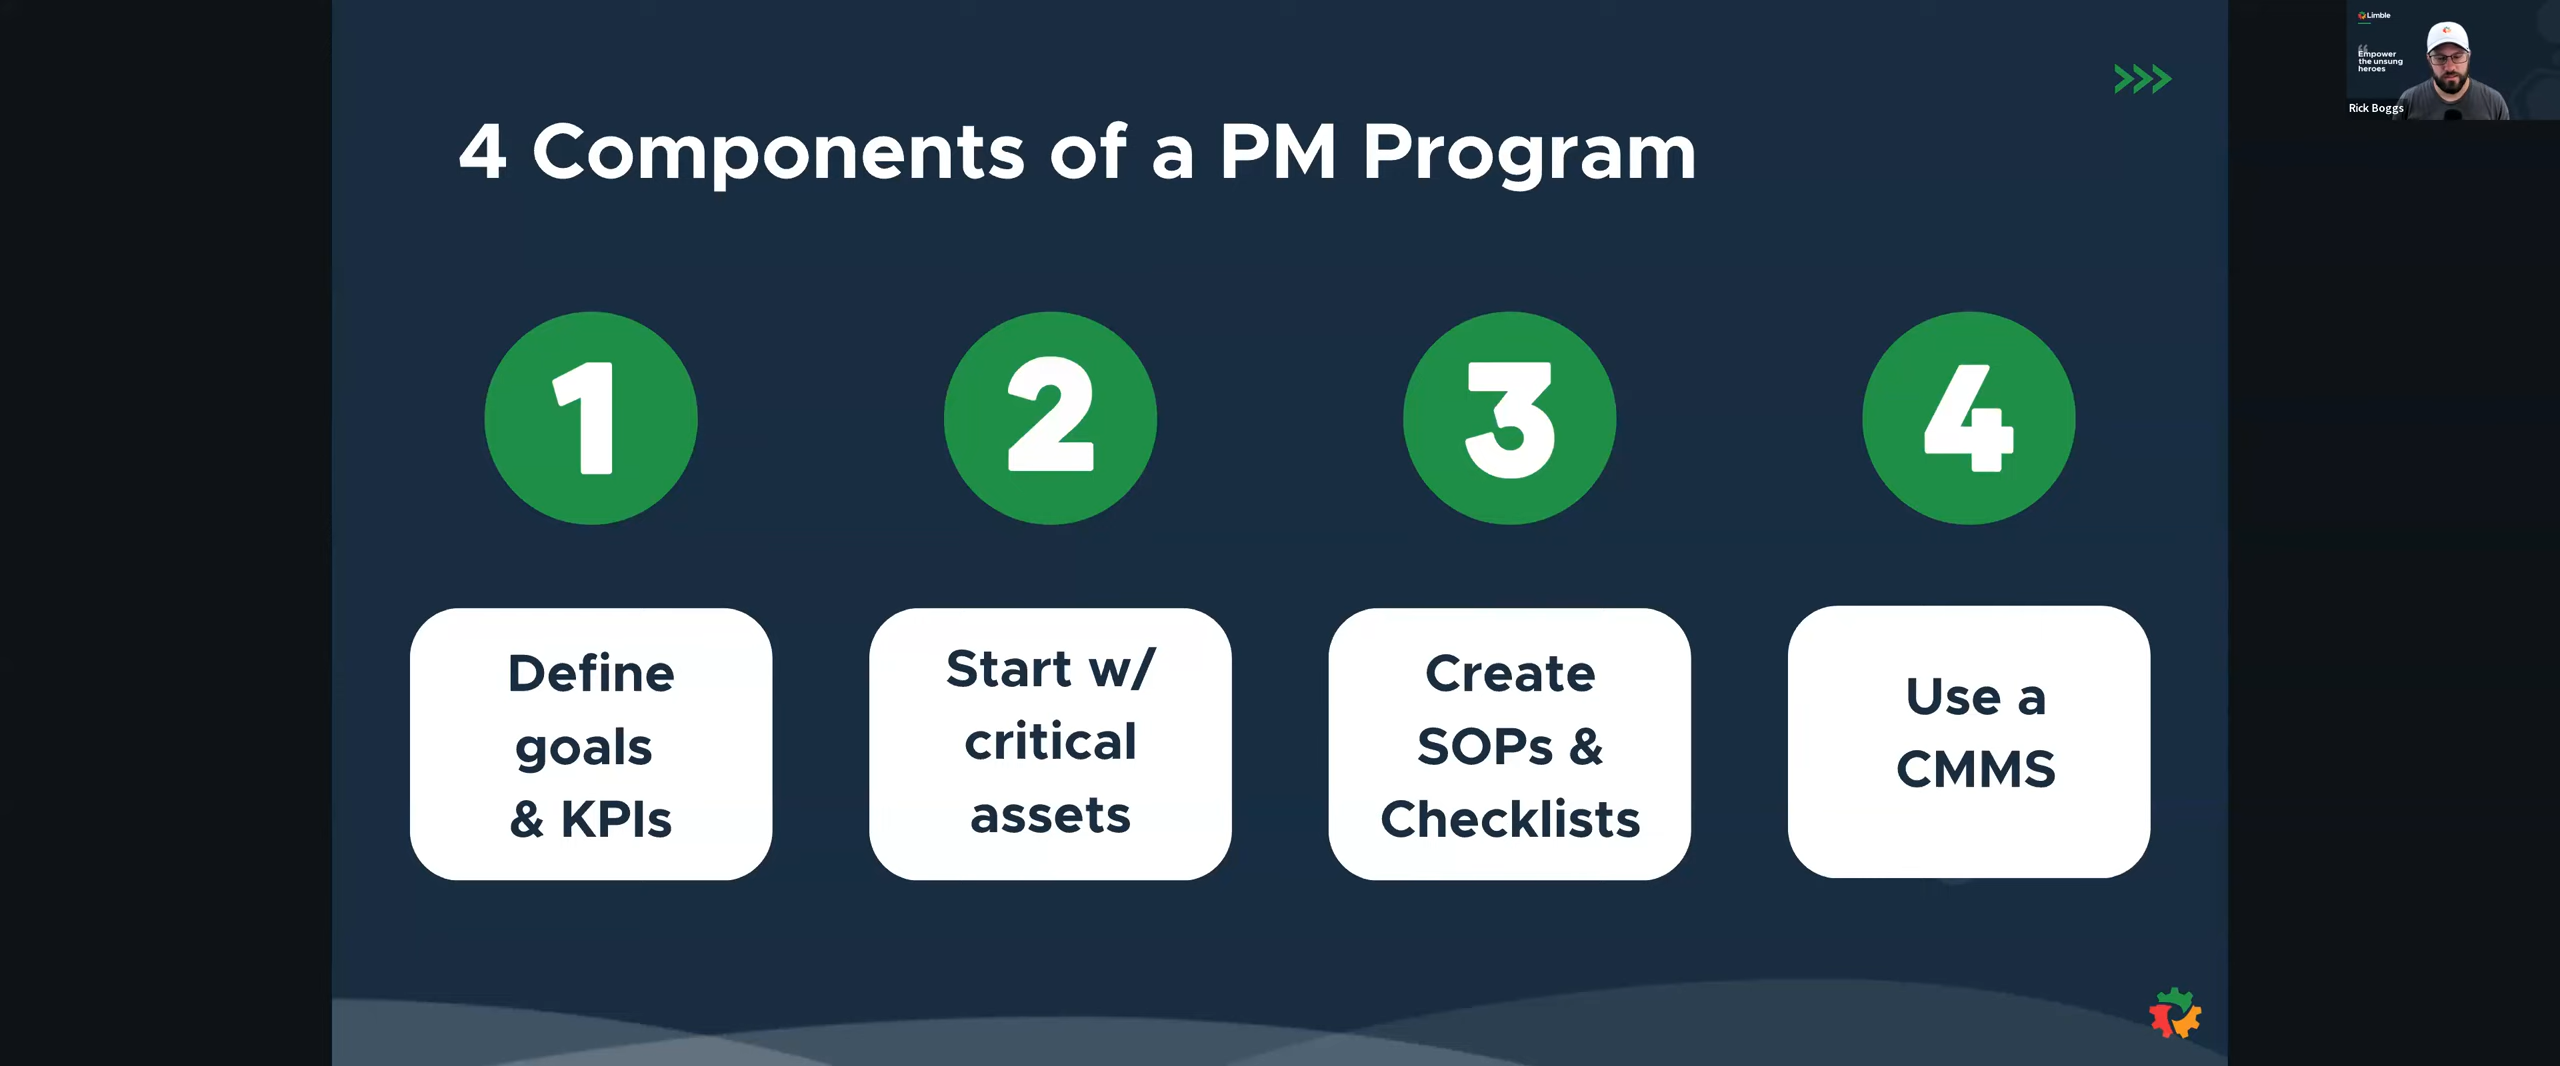 4 Components of a PM Program
1
2
3
4
Define
goals
& KPIs
Start w/
critical
assets
Create
SOPs &
Checklists
Use a
CMMS
Limble
“
Empower
the unsung
heroes
Rick Boggs